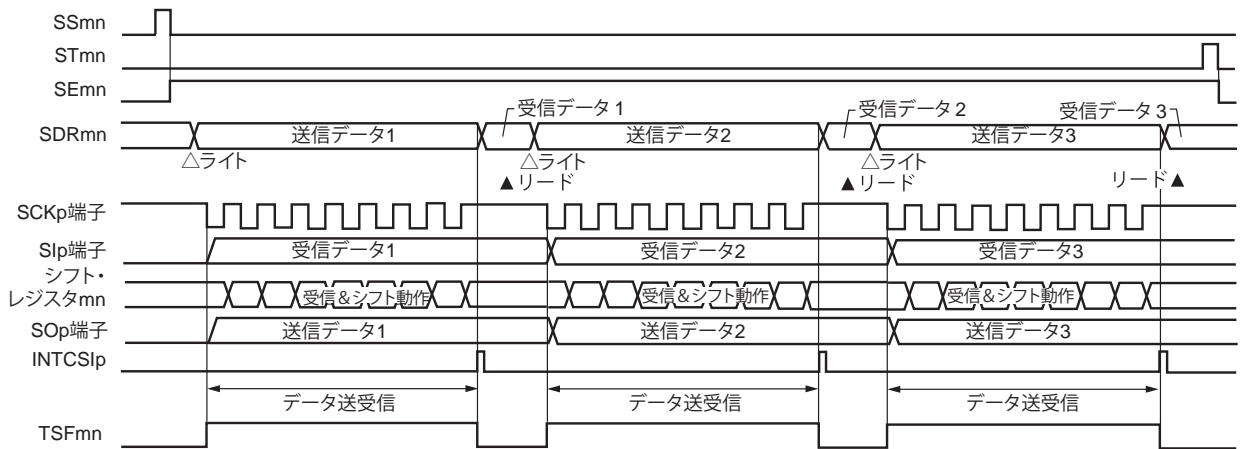 SSmn
STmn
SEmn
受信データ1 受信データ2 受信データ3
SDRmn 送信データ1 送信データ2 送信データ3
△ライト △ライト △ライト
▲リード ▲リード リード▲
SCKp端子
SIp端子 受信データ1 受信データ2 受信データ3
シフト・
レジスタmn 受信&シフト動作 受信&シフト動作 受信&シフト動作
SOp端子 送信データ1 送信データ2 送信データ3
INTCSIp
データ送受信 データ送受信 データ送受信
TSFmn